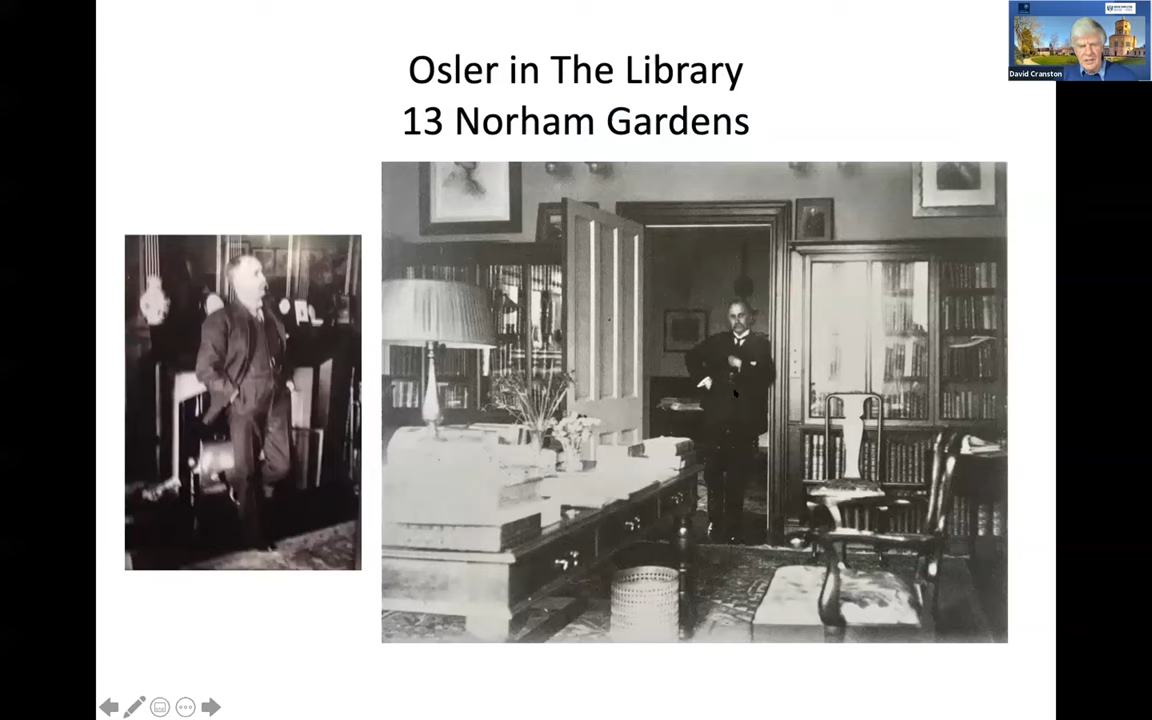 Osler in The Library
13 Norham Gardens
David Cranston